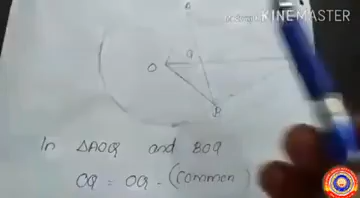 KINEMASTER
O
Q
B
In ΔAOQ and BOQ
OQ = OQ - (common)